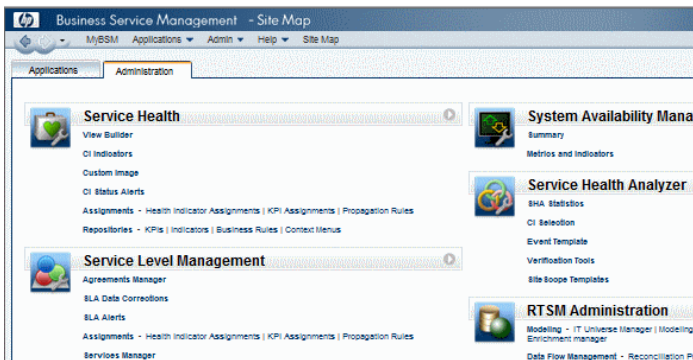 hp Business Service Management - Site Map
MyBSM Applications Admin Help Site Map
Applications Administration
Service Health
View Builder
CI Indicators
Custom Image
CI Status Alerts
Assignments - Health Indicator Assignments | KPI Assignments | Propagation Rules
Repositories - KPIs | Indicators | Business Rules | Context Menus
Service Level Management
Agreements Manager
SLA Data Corrections
SLA Alerts
Assignments - Health Indicator Assignments | KPI Assignments | Propagation Rules
Services Manager
System Availability Mana
Summary
Metrics and Indicators
Service Health Analyzer
SHA Statistics
CI Selection
Event Template
Verification Tools
SiteScope Templates
RTSM Administration
Modeling - IT Universe Manager | Modeling
Enrichment manager
Data Flow Management - Reconciliation P